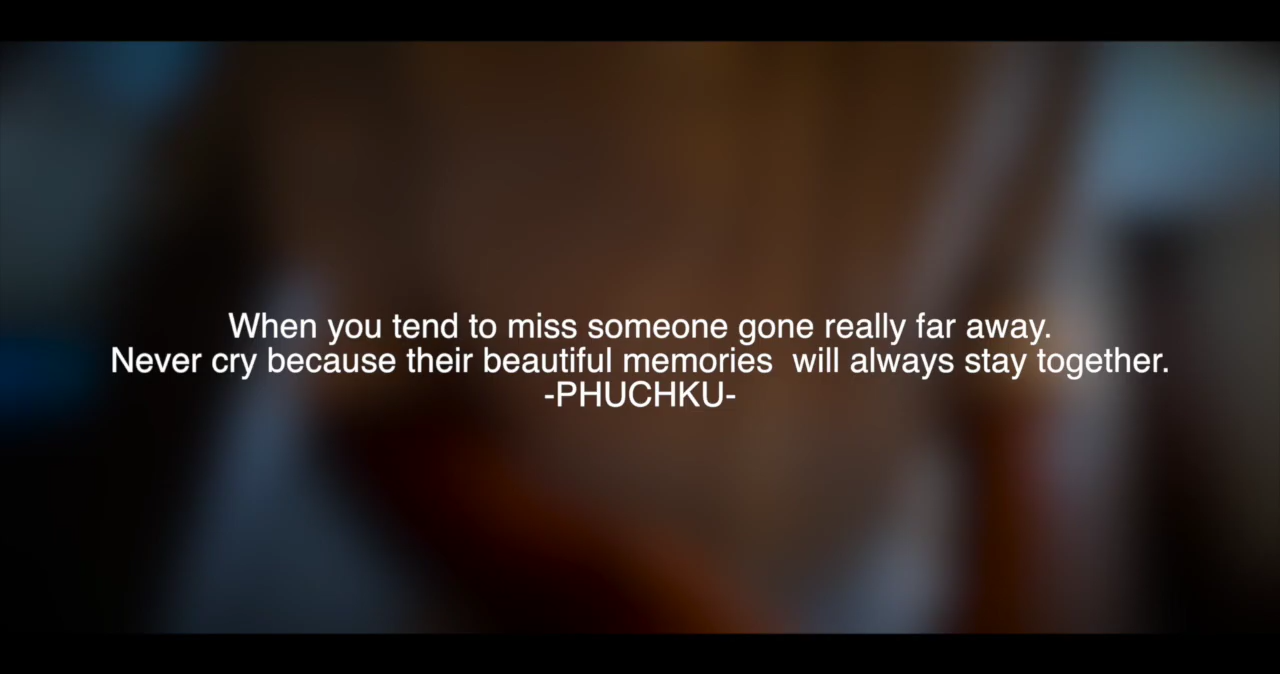 When you tend to miss someone gone really far away.
Never cry because their beautiful memories  will always stay together.
-PHUCHKU-